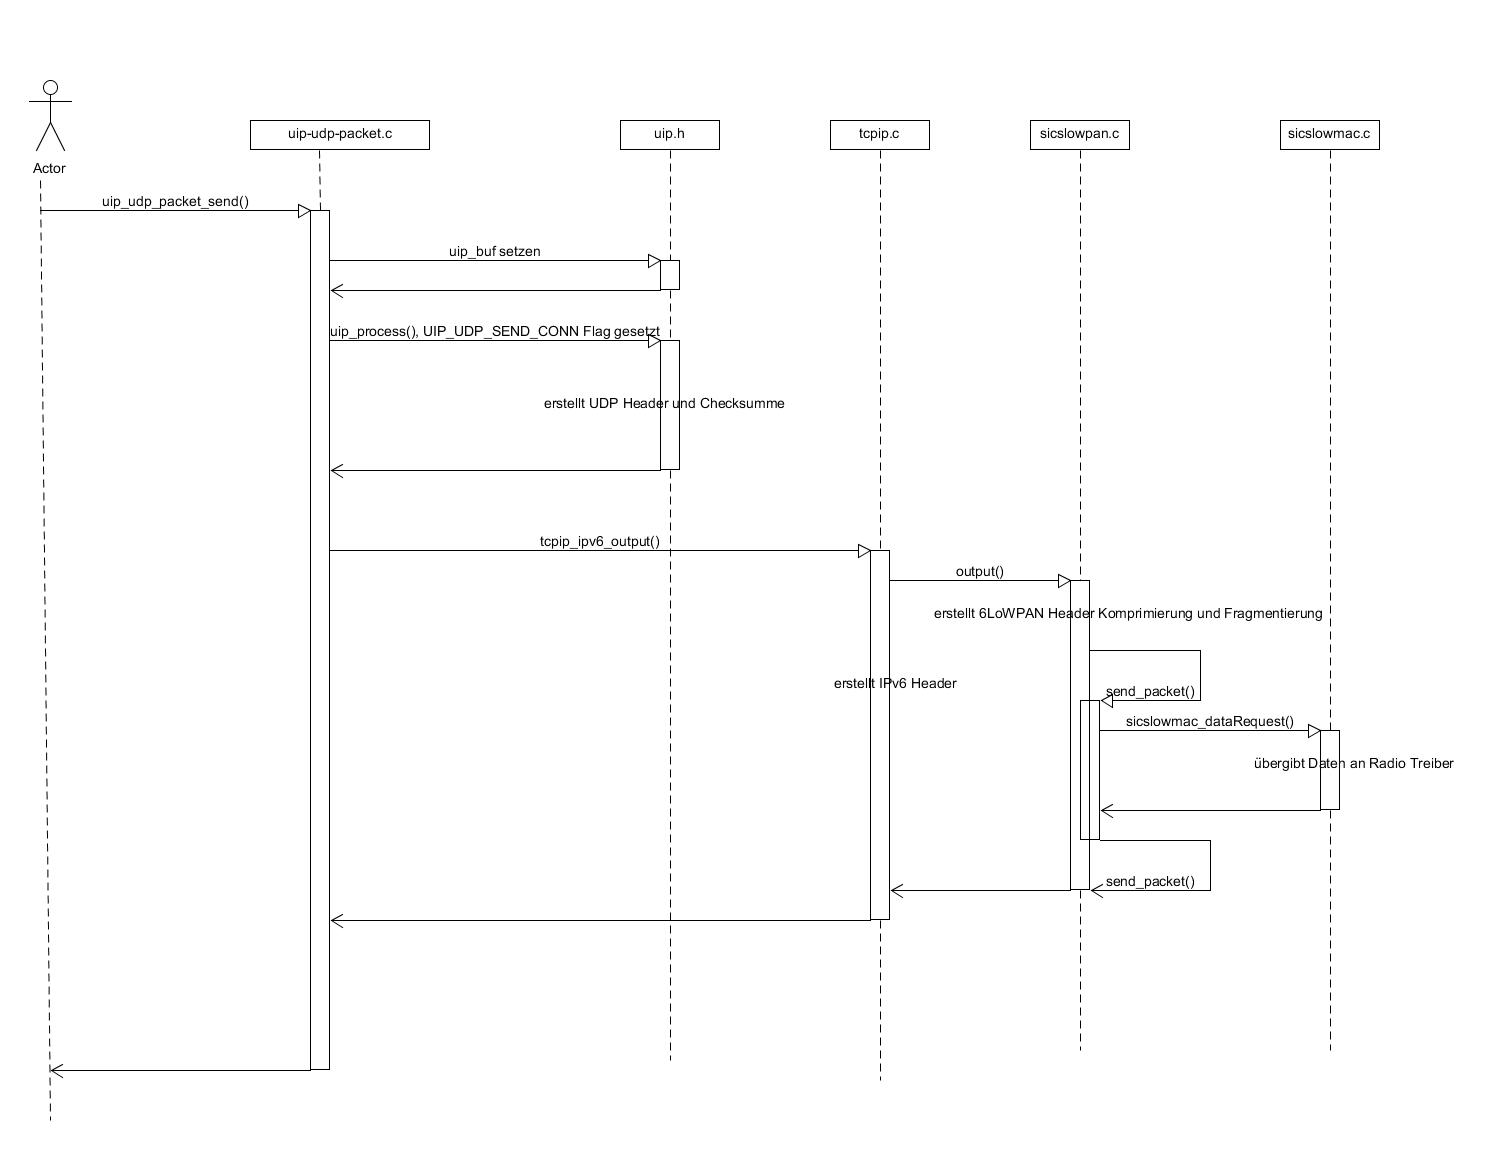 uip-udp-packet.c
uip.h
tcpip.c
sicslowpan.c
sicslowmac.c
Actor
uip_udp_packet_send()
uip_buf setzen
uip_process(), UIP_UDP_SEND_CONN Flag gesetzt
erstellt UDP Header und Checksumme
tcpip_ipv6_output()
output()
erstellt 6LoWPAN Header Komprimierung und Fragmentierung
erstellt IPv6 Header
send_packet()
sicslowmac_dataRequest()
übergibt Daten an Radio Treiber
send_packet()